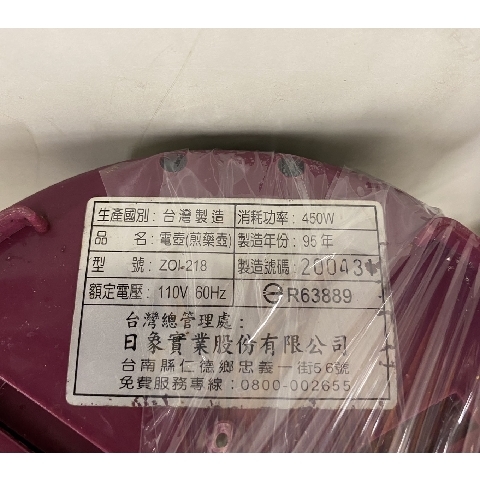 生產國別: 台灣製造 消耗功率: 450W
品名: 電壺(煎藥壺) 製造年份: 95年
型號: ZOI-218 製造號碼: 20043
額定電壓: 110V 60Hz R63889
台灣總管理處:
日象實業股份有限公司
台南縣仁德鄉忠義一街56號
免費服務專線: 0800-002655